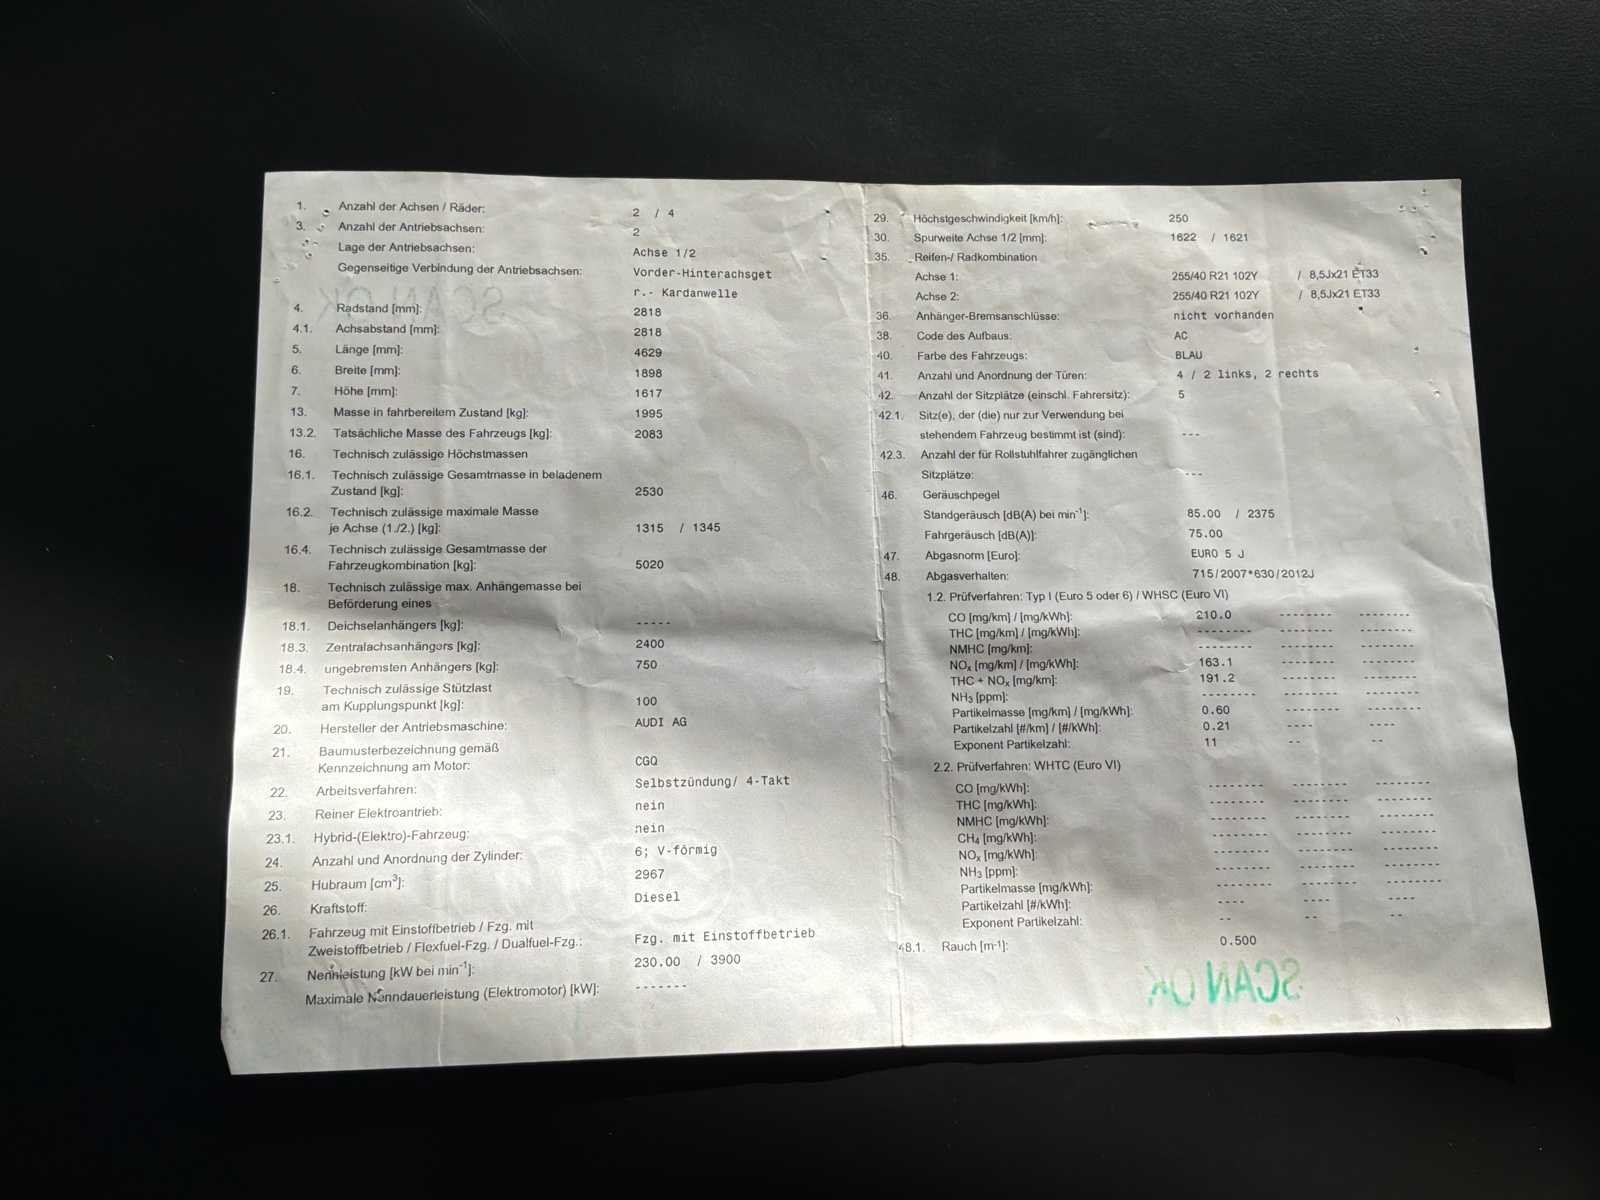 1. Anzahl der Achsen / Räder: 2 / 4
3. Anzahl der Antriebsachsen: 2
Lage der Antriebsachsen: Achse 1/2
Gegenseitige Verbindung der Antriebsachsen: Vorder-Hinterachsget
r.- Kardanwelle
4. Radstand [mm]: 2818
4.1. Achsabstand [mm]: 2818
5. Länge [mm]: 4629
6. Breite [mm]: 1898
7. Höhe [mm]: 1617
13. Masse in fahrbereitem Zustand [kg]: 1995
13.2. Tatsächliche Masse des Fahrzeugs [kg]: 2083
16. Technisch zulässige Höchstmassen
16.1. Technisch zulässige Gesamtmasse in beladenem
Zustand [kg]: 2530
16.2. Technisch zulässige maximale Masse
je Achse (1./2.) [kg]: 1315 / 1345
16.4. Technisch zulässige Gesamtmasse der
Fahrzeugkombination [kg]: 5020
18. Technisch zulässige max. Anhängemasse bei
Beförderung eines
18.1. Deichselanhängers [kg]: -----
18.3. Zentralachsanhängers [kg]: 2400
18.4. ungebremsten Anhängers [kg]: 750
19. Technisch zulässige Stützlast
am Kupplungspunkt [kg]: 100
20. Hersteller der Antriebsmaschine: AUDI AG
21. Baumusterbezeichnung gemäß
Kennzeichnung am Motor: CGQ
22. Arbeitsverfahren: Selbstzündung/ 4-Takt
23. Reiner Elektroantrieb: nein
23.1. Hybrid-(Elektro)-Fahrzeug: nein
24. Anzahl und Anordnung der Zylinder: 6; V-förmig
25. Hubraum [cm³]: 2967
26. Kraftstoff: Diesel
26.1. Fahrzeug mit Einstoffbetrieb / Fzg. mit
Zweistoffbetrieb / Flexfuel-Fzg. / Dualfuel-Fzg.: Fzg. mit Einstoffbetrieb
27. Nennleistung [kW bei min⁻¹]: 230.00 / 3900
Maximale Nenndauerleistung (Elektromotor) [kW]: -------
29. Höchstgeschwindigkeit [km/h]: 250
30. Spurweite Achse 1/2 [mm]: 1622 / 1621
35. Reifen-/ Radkombination
Achse 1: 255/40 R21 102Y / 8,5Jx21 ET33
Achse 2: 255/40 R21 102Y / 8,5Jx21 ET33
36. Anhänger-Bremsanschlüsse: nicht vorhanden
38. Code des Aufbaus: AC
40. Farbe des Fahrzeugs: BLAU
41. Anzahl und Anordnung der Türen: 4 / 2 links, 2 rechts
42. Anzahl der Sitzplätze (einschl. Fahrersitz): 5
42.1. Sitz(e), der (die) nur zur Verwendung bei
stehendem Fahrzeug bestimmt ist (sind): ---
42.3. Anzahl der für Rollstuhlfahrer zugänglichen
Sitzplätze: ---
46. Geräuschpegel
Standgeräusch [dB(A) bei min⁻¹]: 85.00 / 2375
Fahrgeräusch [dB(A)]: 75.00
47. Abgasnorm [Euro]: EURO 5 J
48. Abgasverhalten: 715/2007*630/2012J
1.2. Prüfverfahren: Typ I (Euro 5 oder 6) / WHSC (Euro VI)
CO [mg/km] / [mg/kWh]: 210.0 -------- --------
THC [mg/km] / [mg/kWh]: -------- -------- --------
NMHC [mg/km]: -------- -------- --------
NOx [mg/km] / [mg/kWh]: 163.1 -------- --------
THC + NOx [mg/km]: 191.2 -------- --------
NH₃ [ppm]: -------- -------- --------
Partikelmasse [mg/km] / [mg/kWh]: 0.60 -------- --------
Partikelzahl [#/km] / [#/kWh]: 0.21 ---- ----
Exponent Partikelzahl: 11 -- --
2.2. Prüfverfahren: WHTC (Euro VI)
CO [mg/kWh]: -------- -------- --------
THC [mg/kWh]: -------- -------- --------
NMHC [mg/kWh]: -------- -------- --------
CH₄ [mg/kWh]: -------- -------- --------
NOx [mg/kWh]: -------- -------- --------
NH₃ [ppm]: -------- -------- --------
Partikelmasse [mg/kWh]: -------- -------- --------
Partikelzahl [#/kWh]: ---- ---- ----
Exponent Partikelzahl: -- -- --
48.1. Rauch [m⁻¹]: 0.500
SCAN OK